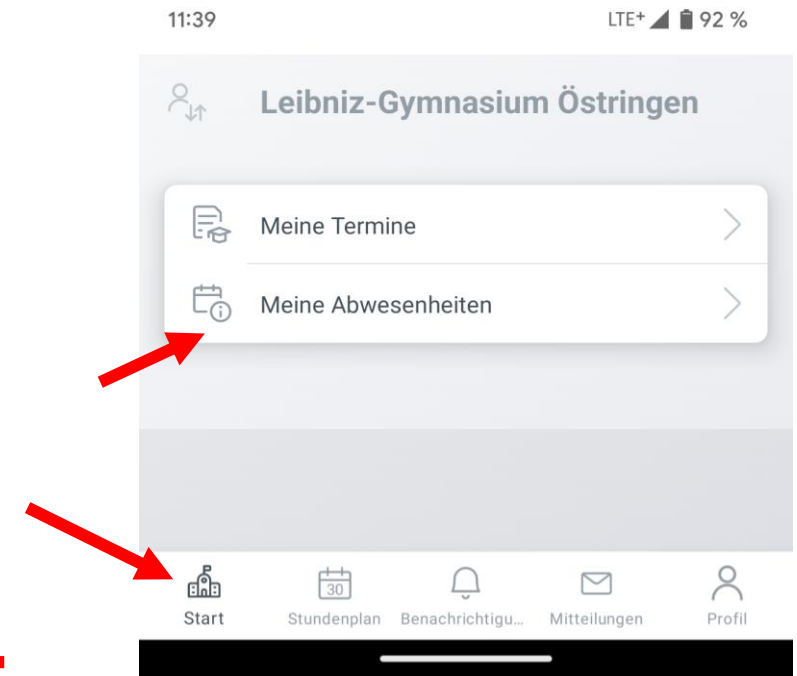 11:39 LTE+ 92 %
Leibniz-Gymnasium Östringen
Meine Termine
Meine Abwesenheiten
30
Start Stundenplan Benachrichtigu... Mitteilungen Profil